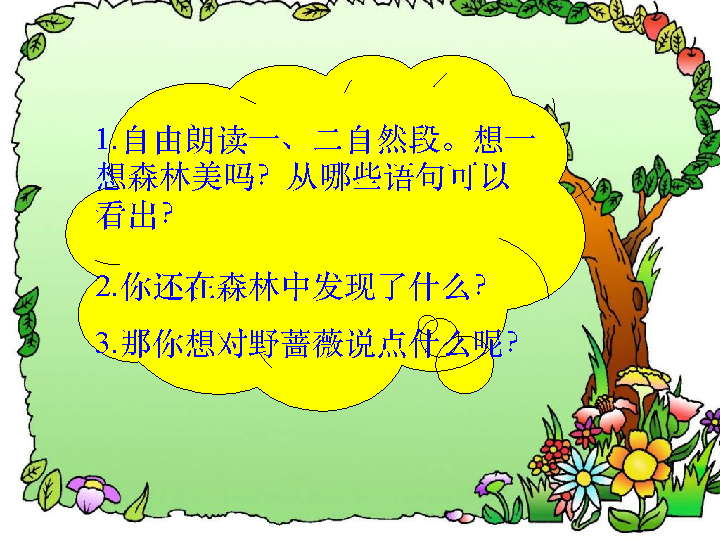 1.自由朗读一、二自然段。想一
想森林美吗？从哪些语句可以
看出？
2.你还在森林中发现了什么？
3.那你想对野蔷薇说点什么呢？